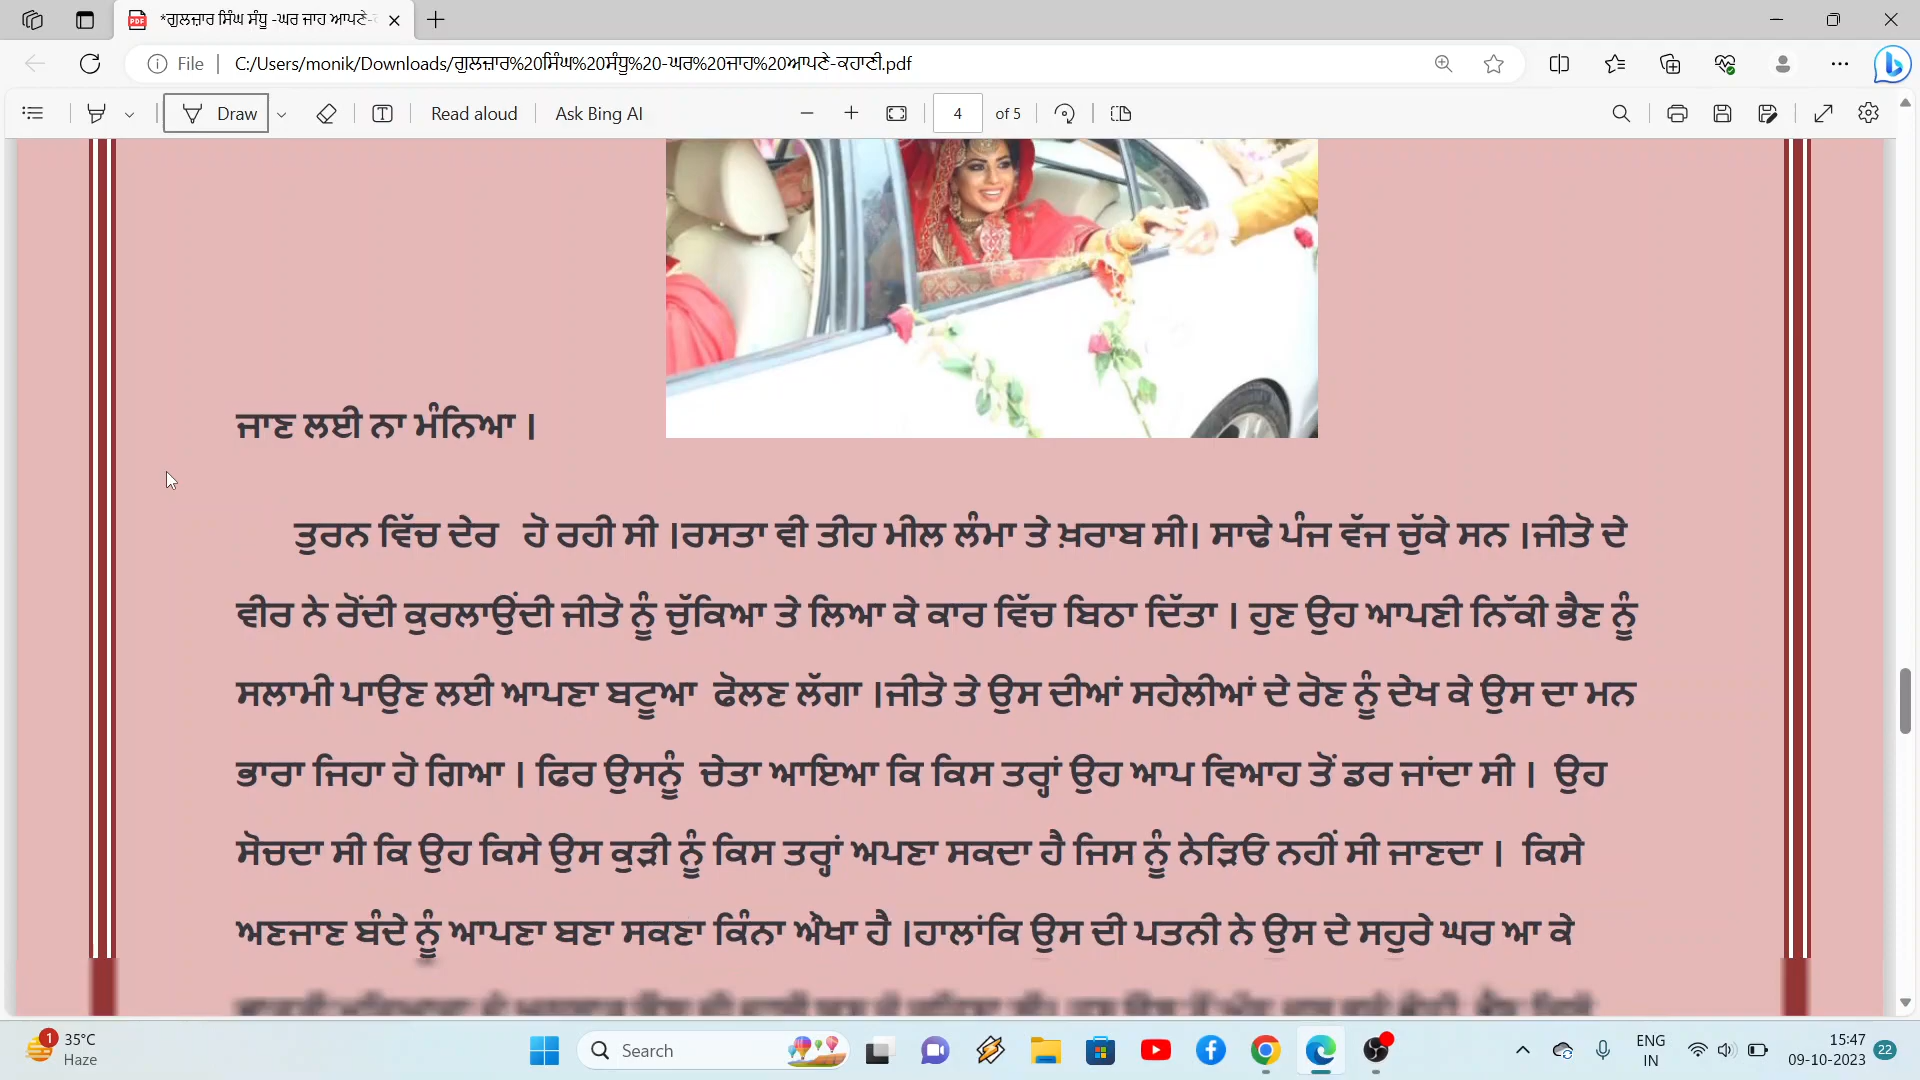 *ਗੁਲਜ਼ਾਰ ਸਿੰਘ ਸੰਧੂ -ਘਰ ਜਾਹ ਆਪਣੇ-
File C:/Users/monik/Downloads/ਗੁਲਜ਼ਾਰ%20ਸਿੰਘ%20ਸੰਧੂ%20-ਘਰ%20ਜਾਹ%20ਆਪਣੇ-ਕਹਾਣੀ.pdf
Draw Read aloud Ask Bing AI 4 of 5
ਜਾਣ ਲਈ ਨਾ ਮੰਨਿਆ ।
ਤੁਰਨ ਵਿੱਚ ਦੇਰ ਹੋ ਰਹੀ ਸੀ ।ਰਸਤਾ ਵੀ ਤੀਹ ਮੀਲ ਲੰਮਾ ਤੇ ਖ਼ਰਾਬ ਸੀ। ਸਾਢੇ ਪੰਜ ਵੱਜ ਚੁੱਕੇ ਸਨ ।ਜੀਤੋ ਦੇ
ਵੀਰ ਨੇ ਰੋਂਦੀ ਕੁਰਲਾਉਂਦੀ ਜੀਤੋ ਨੂੰ ਚੁੱਕਿਆ ਤੇ ਲਿਆ ਕੇ ਕਾਰ ਵਿੱਚ ਬਿਠਾ ਦਿੱਤਾ । ਹੁਣ ਉਹ ਆਪਣੀ ਨਿੱਕੀ ਭੈਣ ਨੂੰ
ਸਲਾਮੀ ਪਾਉਣ ਲਈ ਆਪਣਾ ਬਟੂਆ ਫੋਲਣ ਲੱਗਾ ।ਜੀਤੋ ਤੇ ਉਸ ਦੀਆਂ ਸਹੇਲੀਆਂ ਦੇ ਰੋਣ ਨੂੰ ਦੇਖ ਕੇ ਉਸ ਦਾ ਮਨ
ਭਾਰਾ ਜਿਹਾ ਹੋ ਗਿਆ । ਫਿਰ ਉਸਨੂੰ ਚੇਤਾ ਆਇਆ ਕਿ ਕਿਸ ਤਰ੍ਹਾਂ ਉਹ ਆਪ ਵਿਆਹ ਤੋਂ ਡਰ ਜਾਂਦਾ ਸੀ । ਉਹ
ਸੋਚਦਾ ਸੀ ਕਿ ਉਹ ਕਿਸੇ ਉਸ ਕੁੜੀ ਨੂੰ ਕਿਸ ਤਰ੍ਹਾਂ ਅਪਣਾ ਸਕਦਾ ਹੈ ਜਿਸ ਨੂੰ ਨੇੜਿਓ ਨਹੀਂ ਸੀ ਜਾਣਦਾ । ਕਿਸੇ
ਅਣਜਾਣ ਬੰਦੇ ਨੂੰ ਆਪਣਾ ਬਣਾ ਸਕਣਾ ਕਿੰਨਾ ਔਖਾ ਹੈ ।ਹਾਲਾਂਕਿ ਉਸ ਦੀ ਪਤਨੀ ਨੇ ਉਸ ਦੇ ਸਹੁਰੇ ਘਰ ਆ ਕੇ
1 35°C Search ENG 15:47
Haze IN 09-10-2023 22